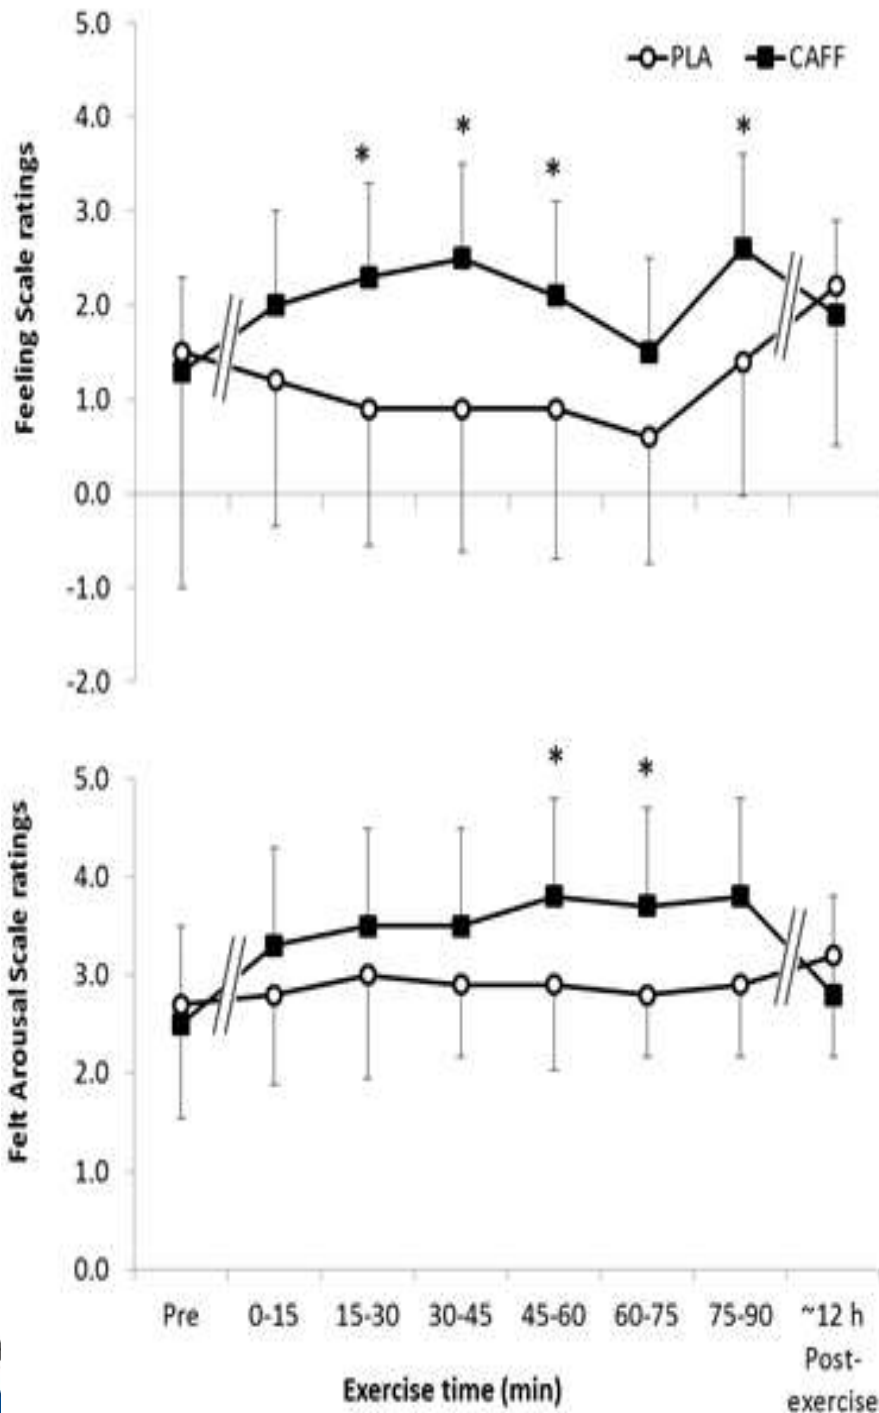 5.0
PLA CAFF
4.0
* * * *
3.0
2.0
1.0
0.0
-1.0
-2.0
Feeling Scale ratings
5.0
* *
4.0
3.0
2.0
1.0
0.0
Felt Arousal Scale ratings
Pre 0-15 15-30 30-45 45-60 60-75 75-90 ~12 h
Post-
exercise
Exercise time (min)